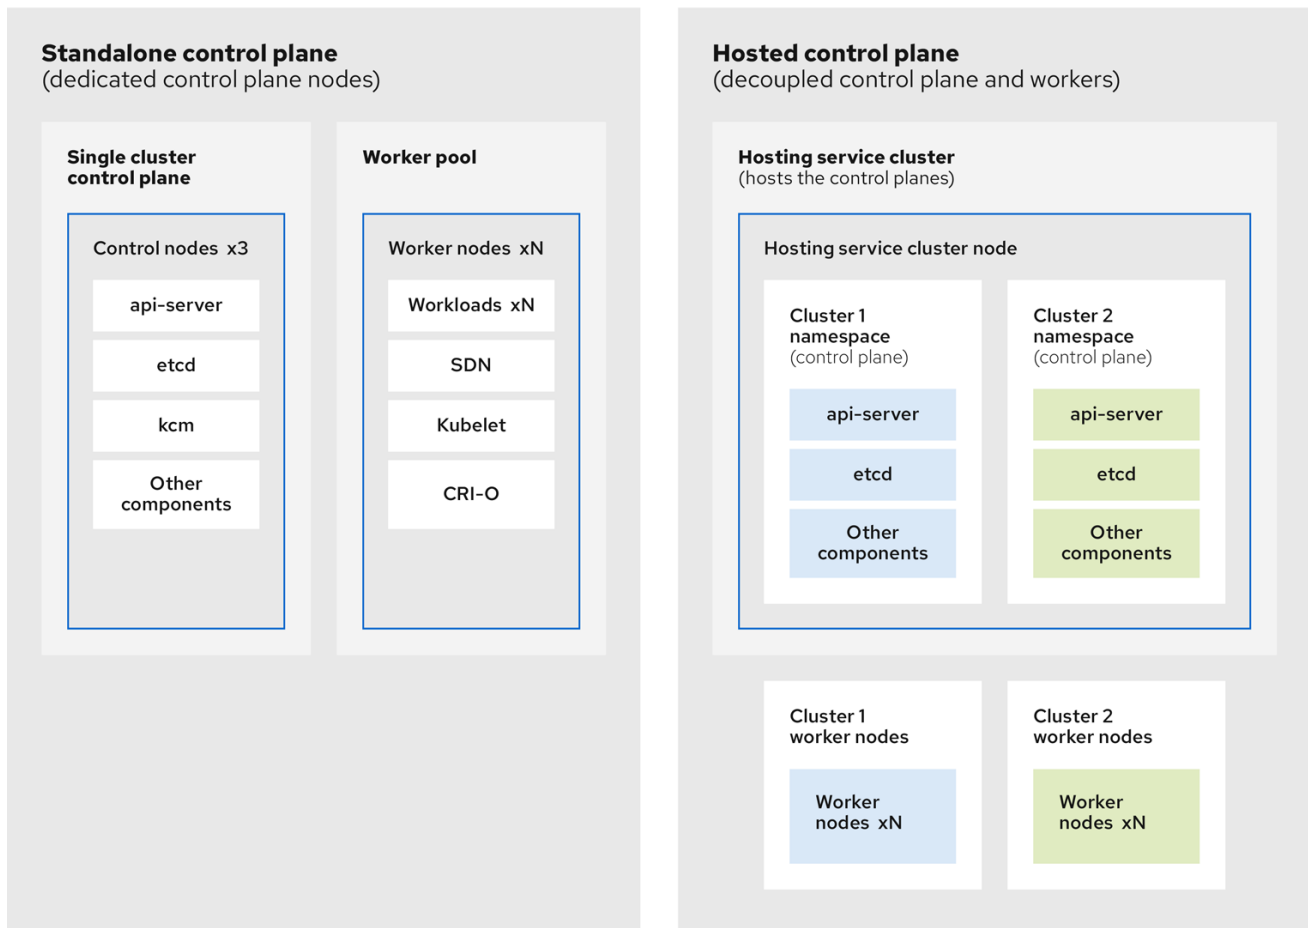 Standalone control plane
(dedicated control plane nodes)
Single cluster
control plane
Control nodes x3
api-server
etcd
kcm
Other
components
Worker pool
Worker nodes xN
Workloads xN
SDN
Kubelet
CRI-O
Hosted control plane
(decoupled control plane and workers)
Hosting service cluster
(hosts the control planes)
Hosting service cluster node
Cluster 1
namespace
(control plane)
api-server
etcd
Other
components
Cluster 2
namespace
(control plane)
api-server
etcd
Other
components
Cluster 1
worker nodes
Worker
nodes xN
Cluster 2
worker nodes
Worker
nodes xN